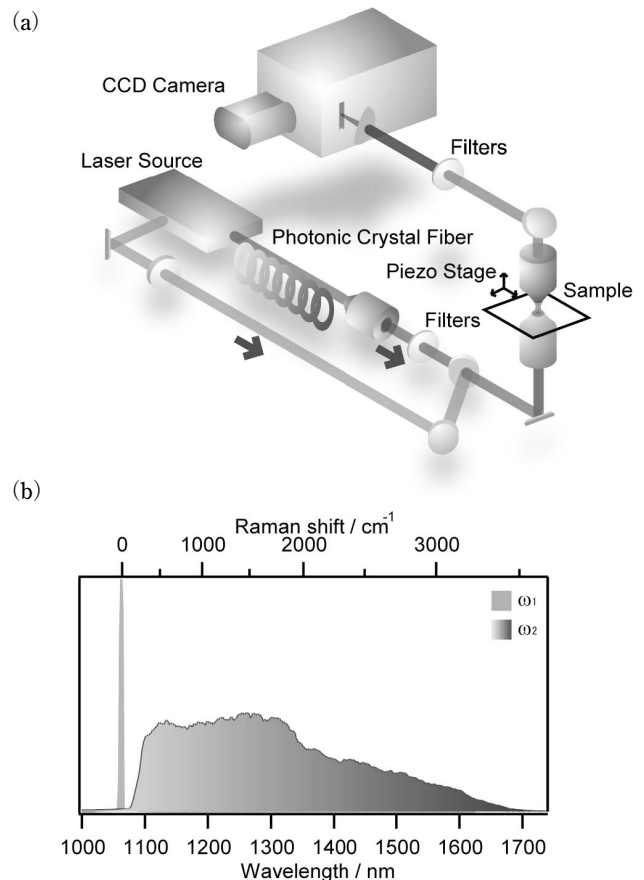 (a)
CCD Camera
Laser Source
Filters
Photonic Crystal Fiber
Piezo Stage
Sample
Filters
(b)
Raman shift / cm-1
0 1000 2000 3000
ω1
ω2
1000 1100 1200 1300 1400 1500 1600 1700
Wavelength / nm